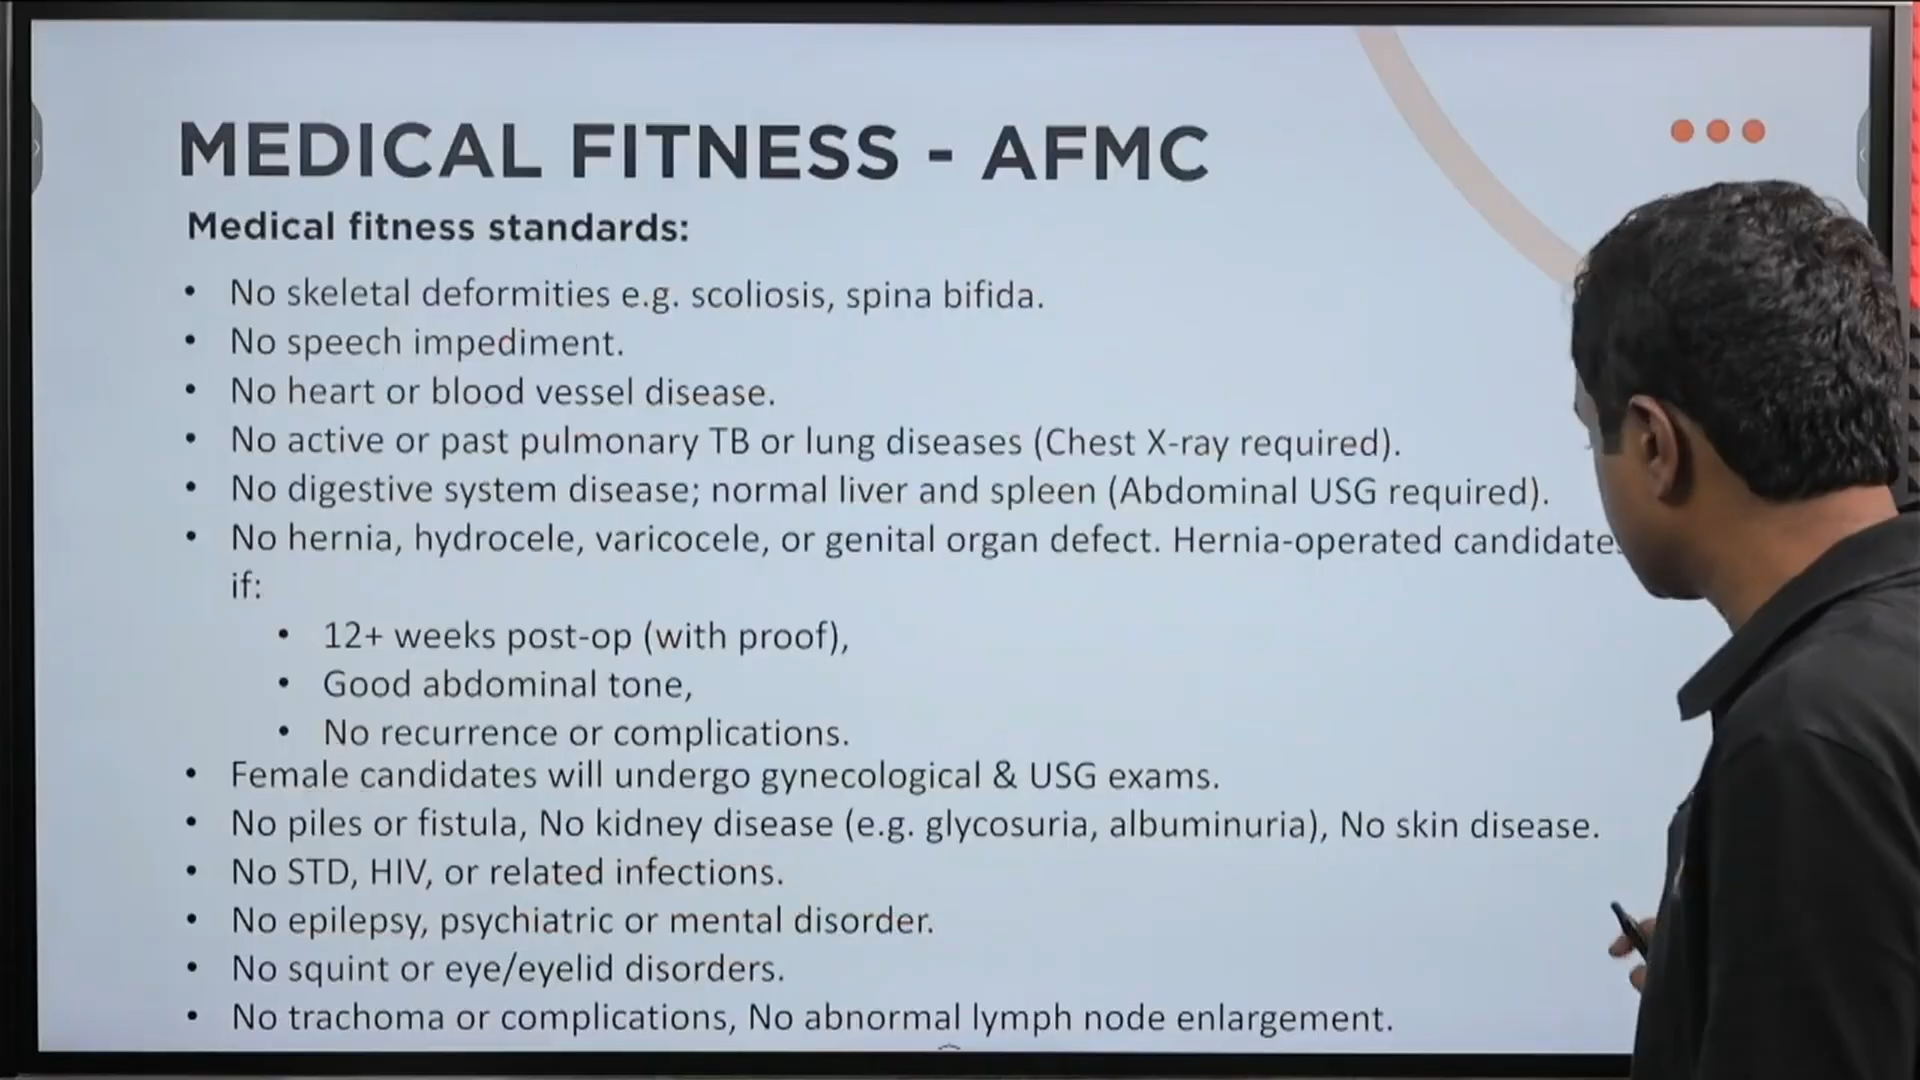 MEDICAL FITNESS - AFMC
Medical fitness standards:
• No skeletal deformities e.g. scoliosis, spina bifida.
• No speech impediment.
• No heart or blood vessel disease.
• No active or past pulmonary TB or lung diseases (Chest X-ray required).
• No digestive system disease; normal liver and spleen (Abdominal USG required).
• No hernia, hydrocele, varicocele, or genital organ defect. Hernia-operated
if:
• 12+ weeks post-op (with proof),
• Good abdominal tone,
• No recurrence or complications.
• Female candidates will undergo gynecological & USG exams.
• No piles or fistula, No kidney disease (e.g. glycosuria, albuminuria), No skin disease.
• No STD, HIV, or related infections.
• No epilepsy, psychiatric or mental disorder.
• No squint or eye/eyelid disorders.
• No trachoma or complications, No abnormal lymph node enlargement.